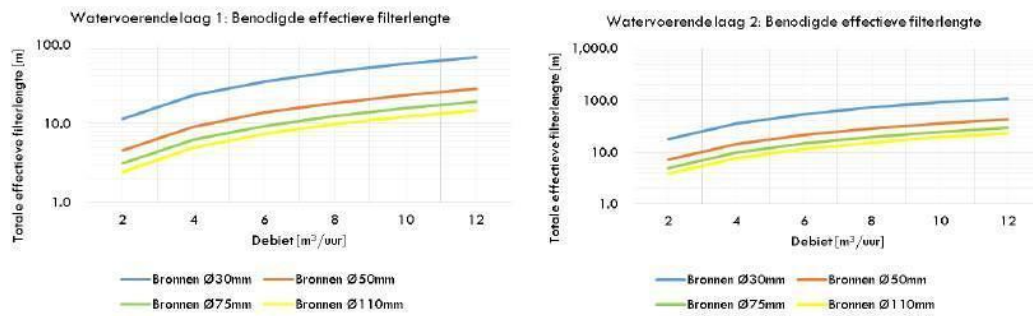 Watervoerende laag 1: Benodigde effectieve filterlengte
Totale effectieve filterlengte [m]
100.0
10.0
1.0
2 4 6 8 10 12
Debiet [m³/uur]
Bronnen Ø30mm Bronnen Ø50mm
Bronnen Ø75mm Bronnen Ø110mm
Watervoerende laag 2: Benodigde effectieve filterlengte
Totale effectieve filterlengte [m]
1,000.0
100.0
10.0
1.0
2 4 6 8 10 12
Debiet [m³/uur]
Bronnen Ø30mm Bronnen Ø50mm
Bronnen Ø75mm Bronnen Ø110mm